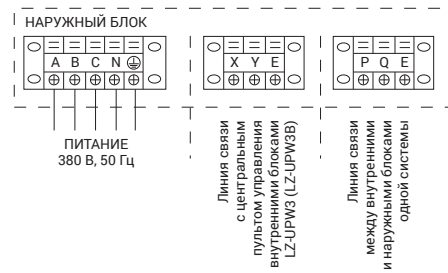 НАРУЖНЫЙ БЛОК
A B C N
X Y E
P Q E
ПИТАНИЕ
380 В, 50 Гц
Линия связи
с центральным
пультом управления
внутренними блоками
LZ-UPW3 (LZ-UPW3B)
Линия связи
между внутренними
и наружными блоками
одной системы